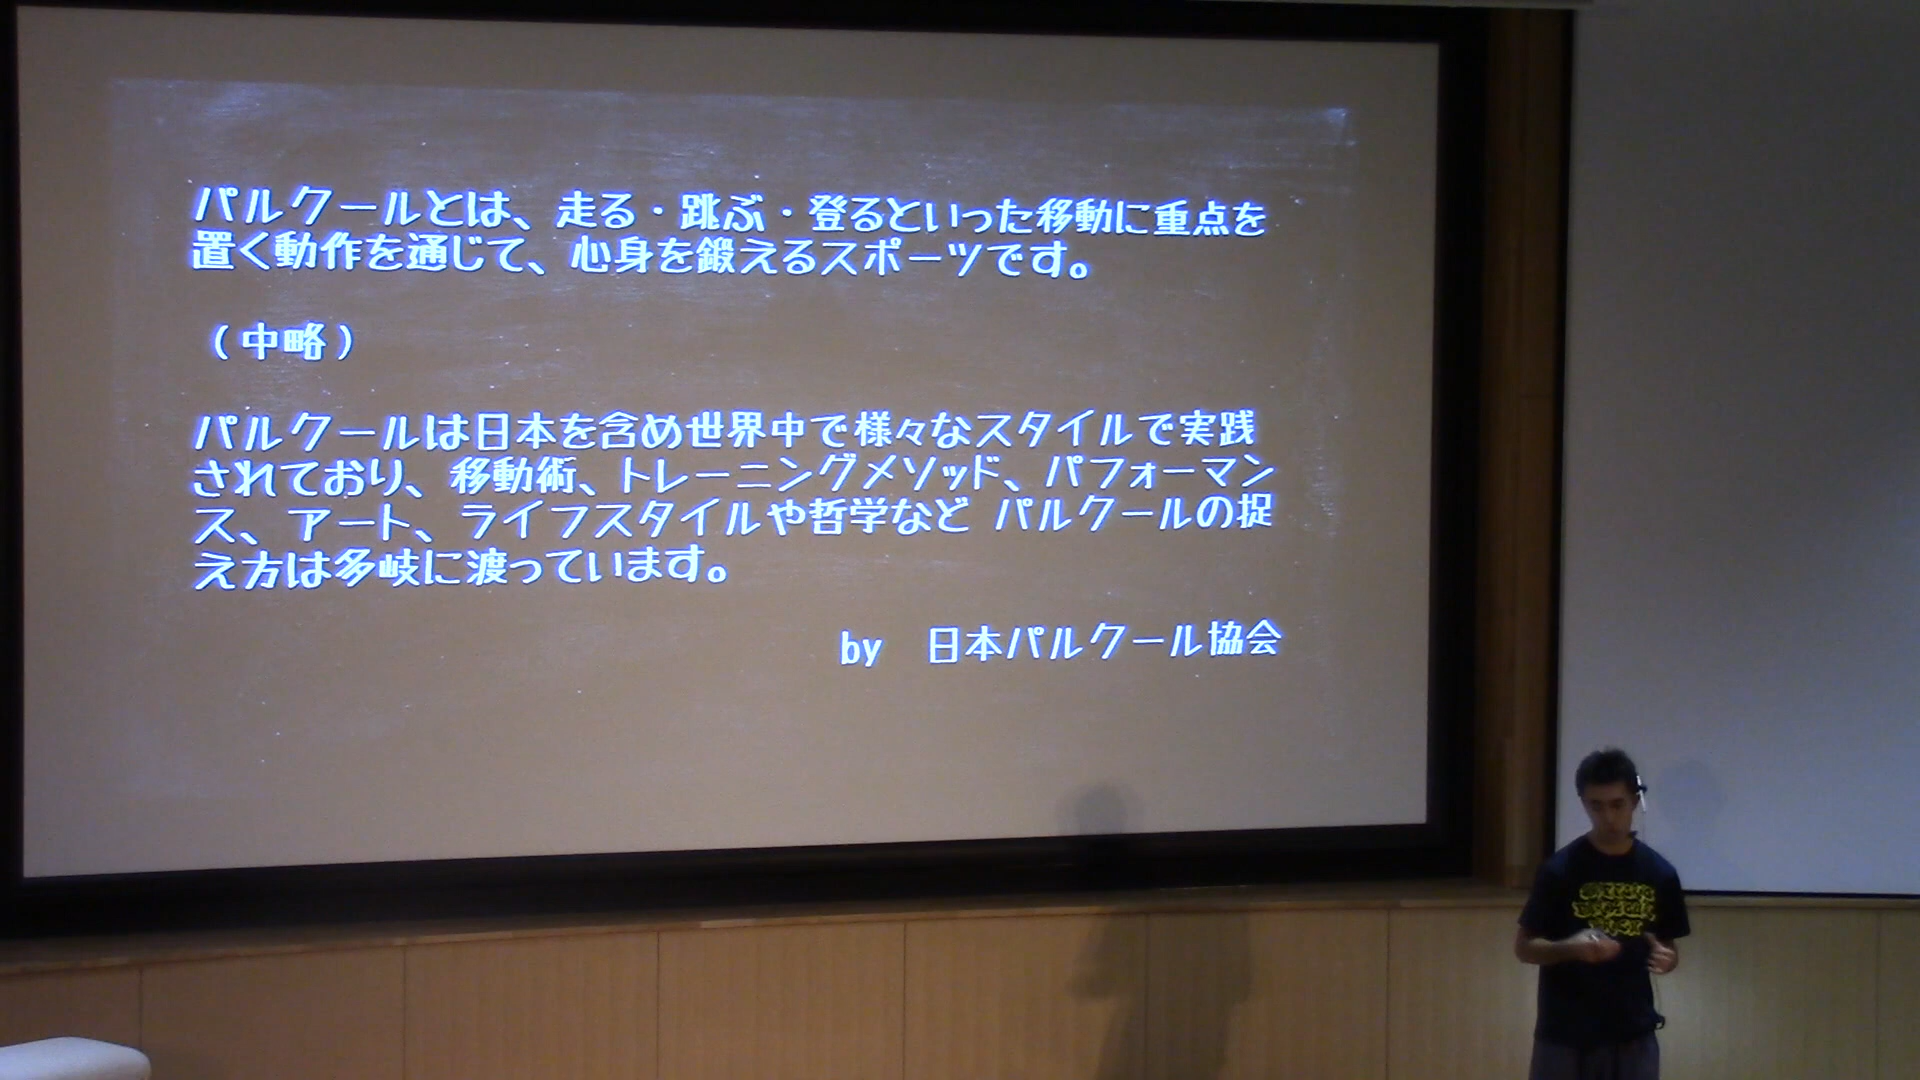 パルクールとは、走る・跳ぶ・登るといった移動に重点を
置く動作を通じて、心身を鍛えるスポーツです。
（中略）
パルクールは日本を含め世界中で様々なスタイルで実践
されており、移動術、トレーニングメソッド、パフォーマン
ス、アート、ライフスタイルや哲学など パルクールの捉
え方は多岐に渡っています。
by　日本パルクール協会